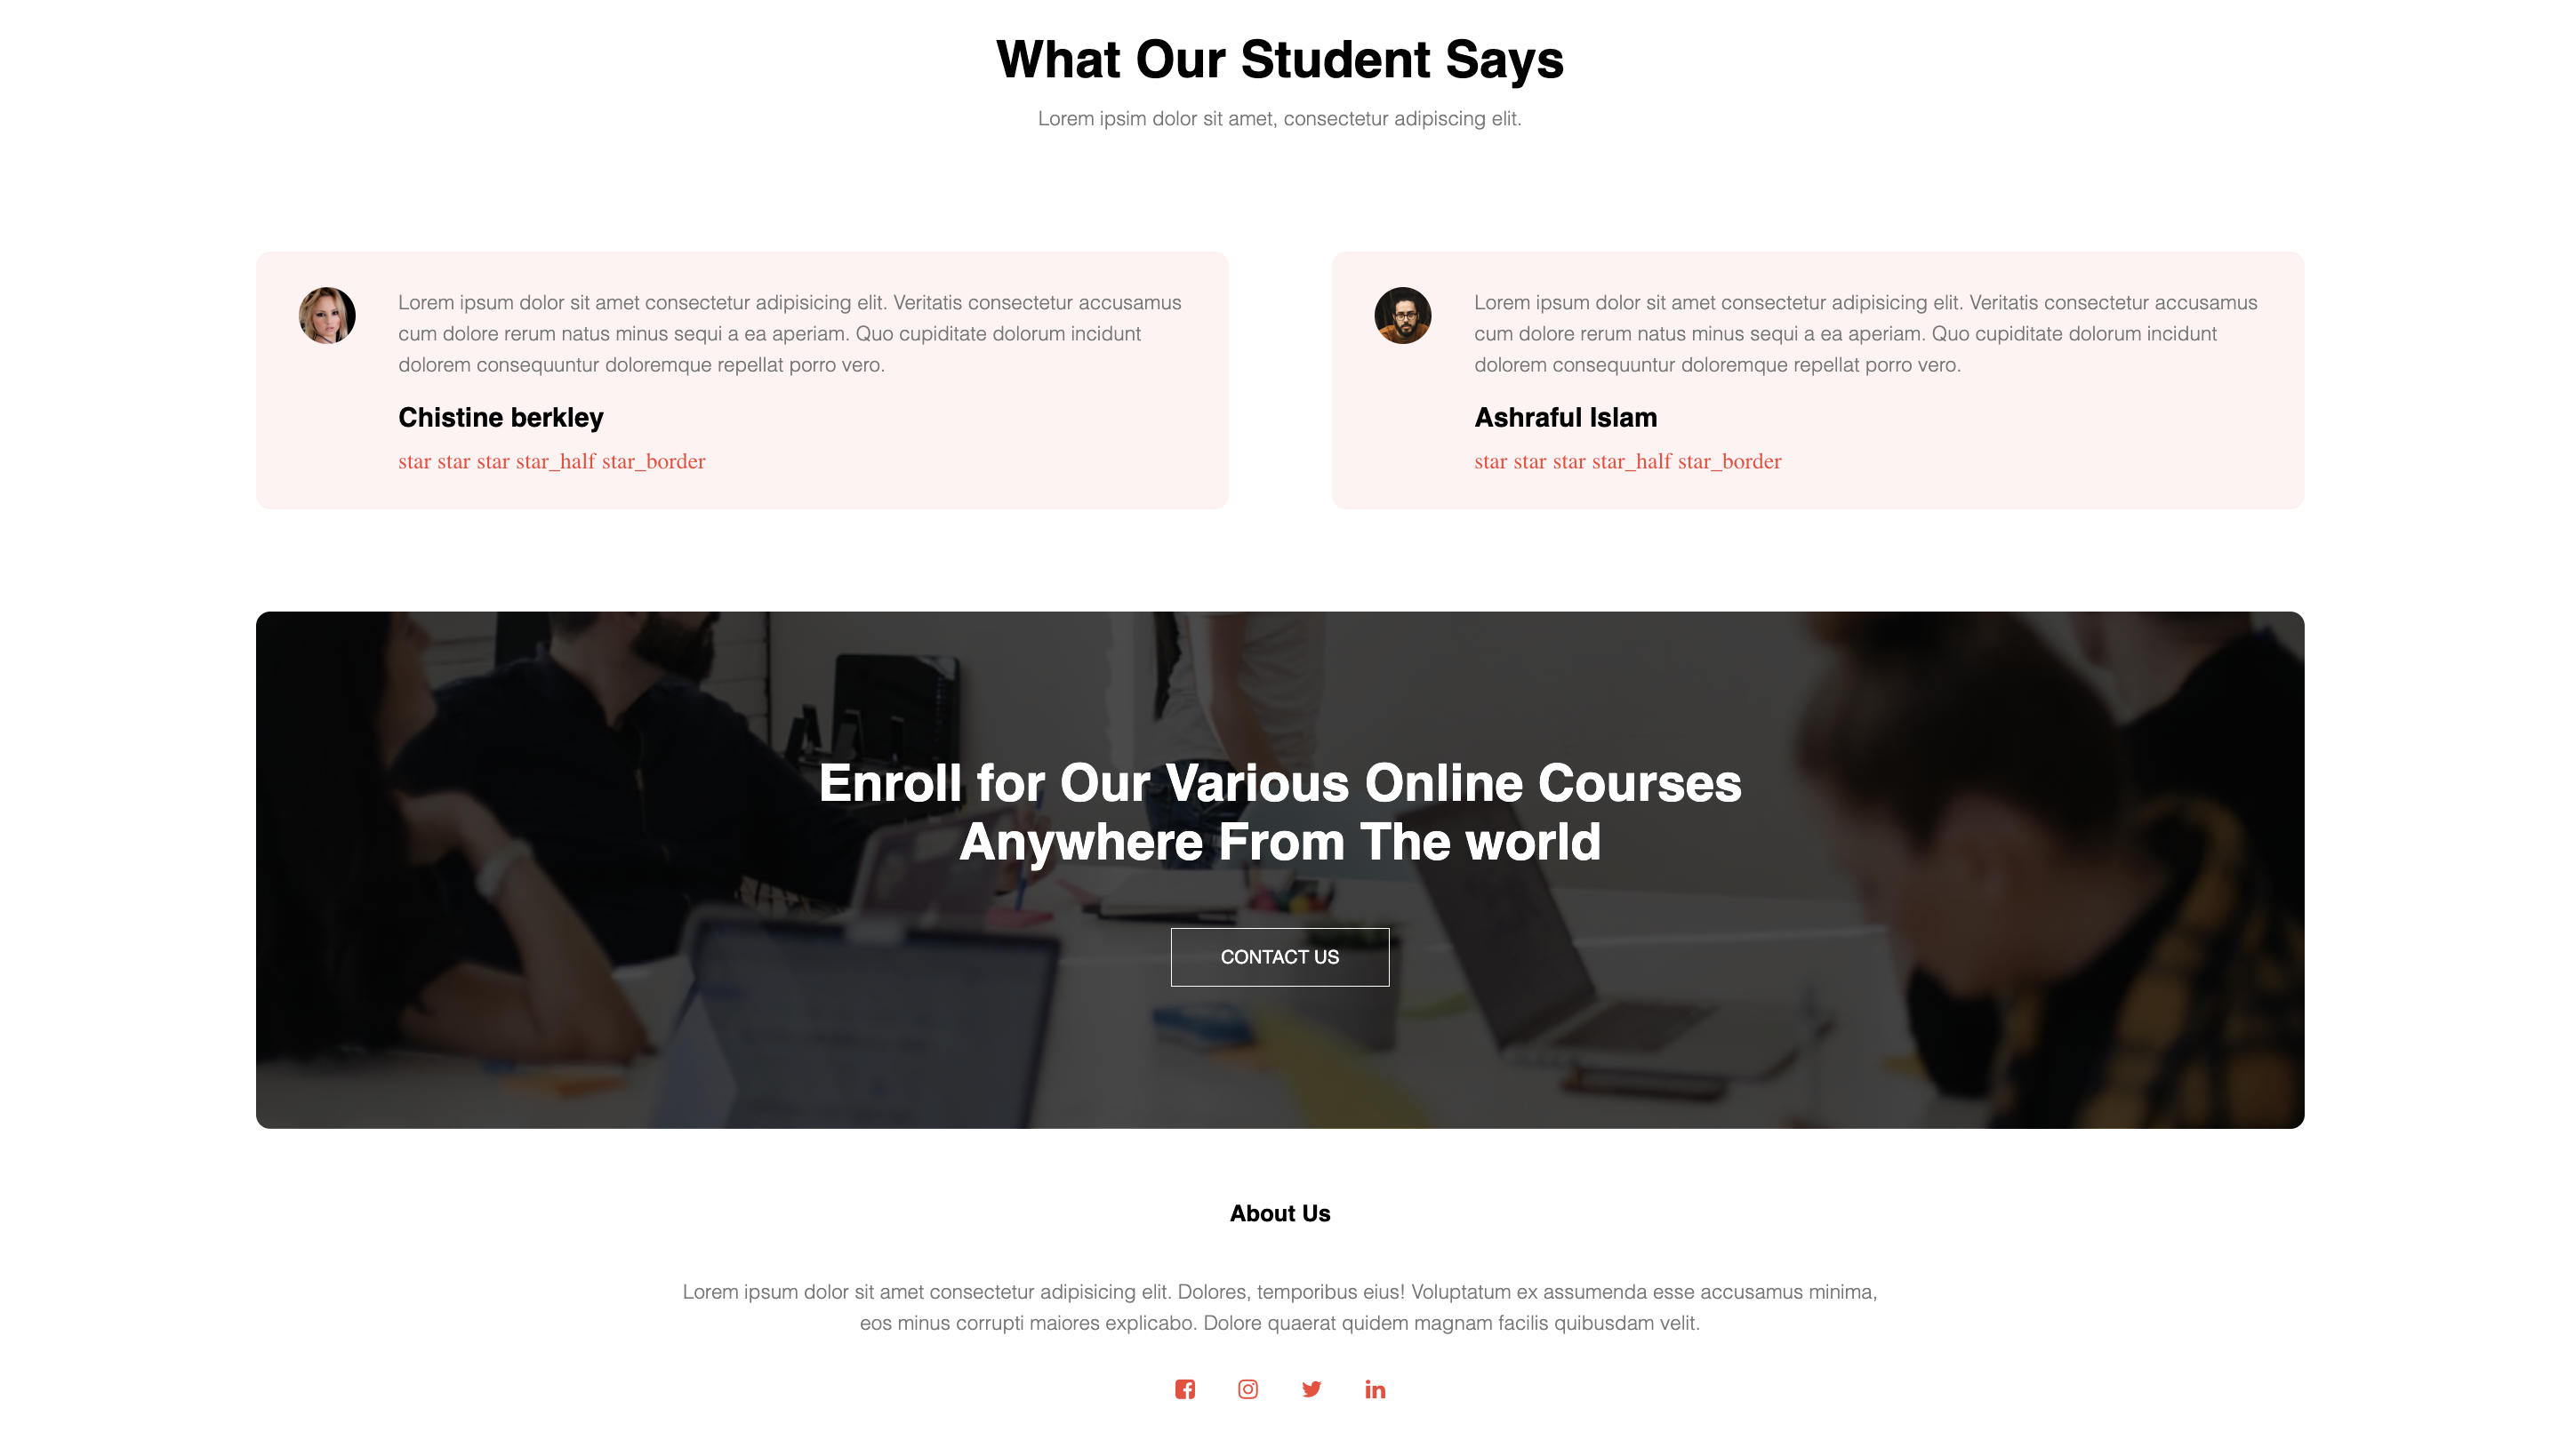 What Our Student Says
Lorem ipsim dolor sit amet, consectetur adipiscing elit.
Lorem ipsum dolor sit amet consectetur adipisicing elit. Veritatis consectetur accusamus
cum dolore rerum natus minus sequi a ea aperiam. Quo cupiditate dolorum incidunt
dolorem consequuntur doloremque repellat porro vero.
Chistine berkley
star star star star_half star_border
Lorem ipsum dolor sit amet consectetur adipisicing elit. Veritatis consectetur accusamus
cum dolore rerum natus minus sequi a ea aperiam. Quo cupiditate dolorum incidunt
dolorem consequuntur doloremque repellat porro vero.
Ashraful Islam
star star star star_half star_border
Enroll for Our Various Online Courses
Anywhere From The world
CONTACT US
About Us
Lorem ipsum dolor sit amet consectetur adipisicing elit. Dolores, temporibus eius! Voluptatum ex assumenda esse accusamus minima,
eos minus corrupti maiores explicabo. Dolore quaerat quidem magnam facilis quibusdam velit.